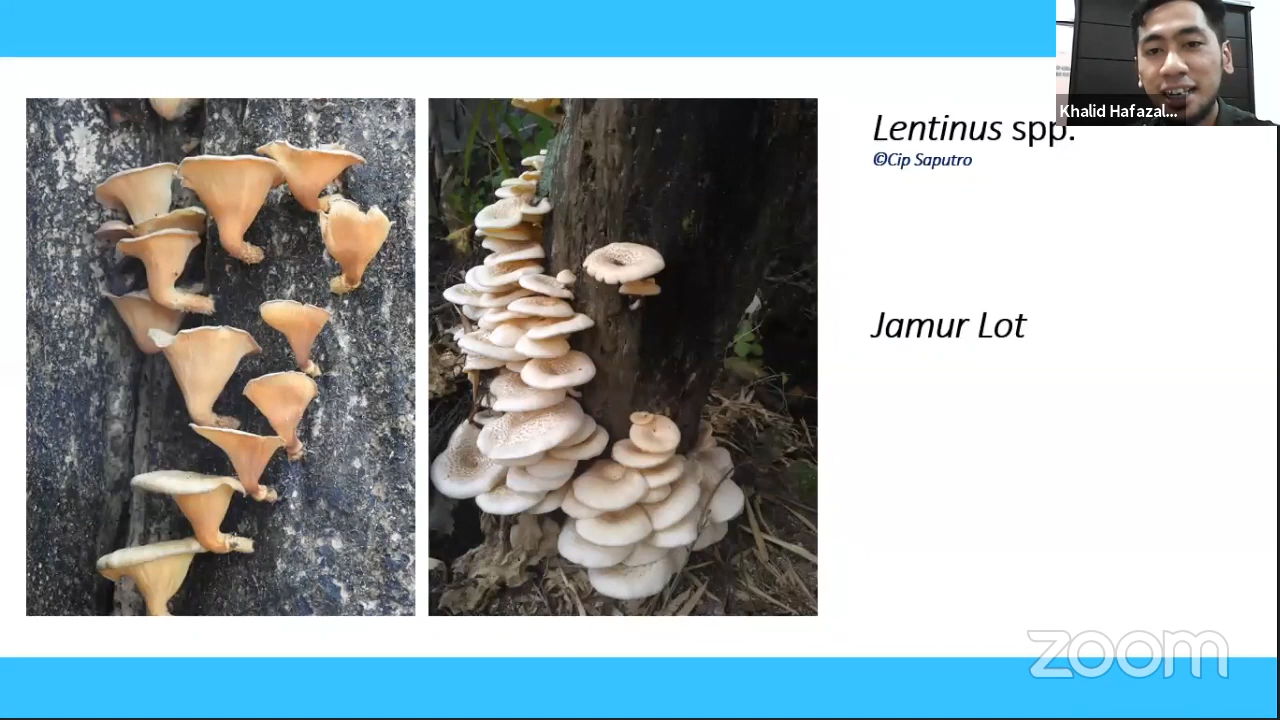 Khalid Hafazal...
Lentinus spp.
©Cip Saputro
Jamur Lot
zoom